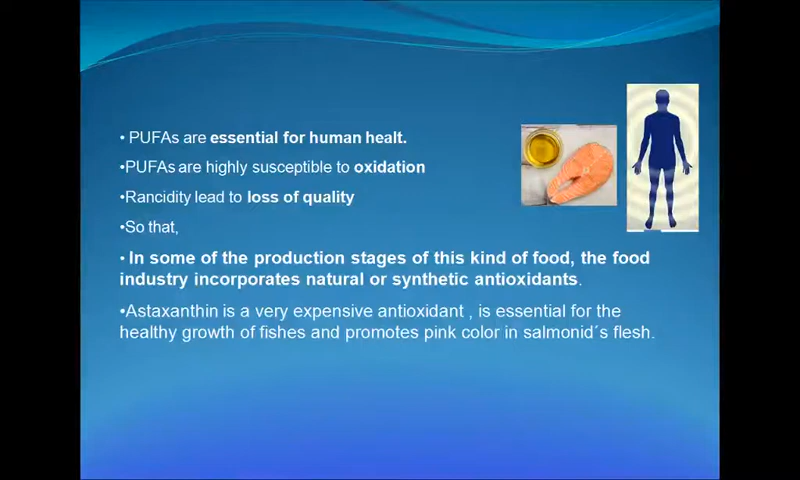 • PUFAs are essential for human healt.
•PUFAs are highly susceptible to oxidation
•Rancidity lead to loss of quality
•So that,
• In some of the production stages of this kind of food, the food
industry incorporates natural or synthetic antioxidants.
•Astaxanthin is a very expensive antioxidant , is essential for the
healthy growth of fishes and promotes pink color in salmonid´s flesh.